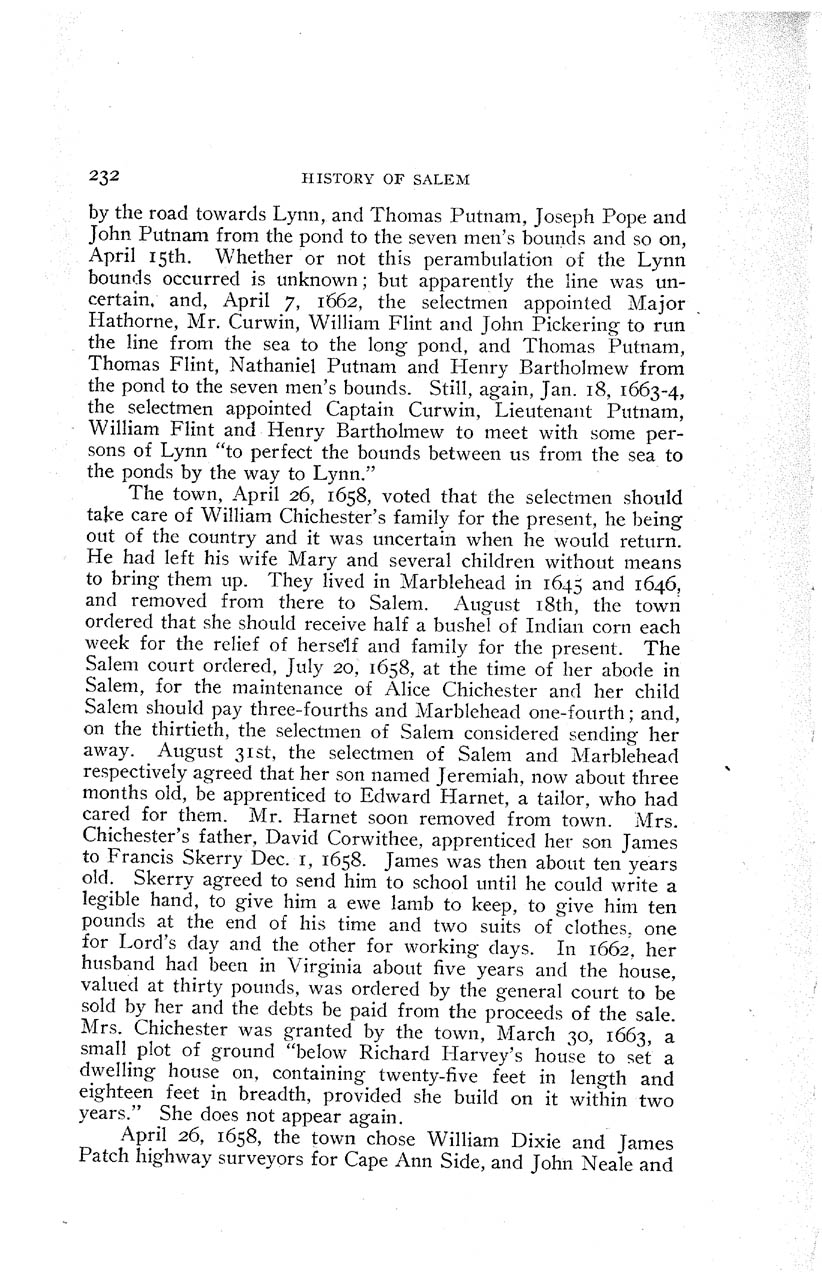 232 HISTORY OF SALEM
by the road towards Lynn, and Thomas Putnam, Joseph Pope and
John Putnam from the pond to the seven men's bounds and so on,
April 15th. Whether or not this perambulation of the Lynn
bounds occurred is unknown; but apparently the line was un-
certain, and, April 7, 1662, the selectmen appointed Major
Hathorne, Mr. Curwin, William Flint and John Pickering to run
the line from the sea to the long pond, and Thomas Putnam,
Thomas Flint, Nathaniel Putnam and Henry Bartholmew from
the pond to the seven men's bounds. Still, again, Jan. 18, 1663-4,
the selectmen appointed Captain Curwin, Lieutenant Putnam,
William Flint and Henry Bartholmew to meet with some per-
sons of Lynn "to perfect the bounds between us from the sea to
the ponds by the way to Lynn."
The town, April 26, 1658, voted that the selectmen should
take care of William Chichester's family for the present, he being
out of the country and it was uncertain when he would return.
He had left his wife Mary and several children without means
to bring them up. They lived in Marblehead in 1645 and 1646,
and removed from there to Salem. August 18th, the town
ordered that she should receive half a bushel of Indian corn each
week for the relief of herself and family for the present. The
Salem court ordered, July 20, 1658, at the time of her abode in
Salem, for the maintenance of Alice Chichester and her child
Salem should pay three-fourths and Marblehead one-fourth; and,
on the thirtieth, the selectmen of Salem considered sending her
away. August 31st, the selectmen of Salem and Marblehead
respectively agreed that her son named Jeremiah, now about three
months old, be apprenticed to Edward Harnet, a tailor, who had
cared for them. Mr. Harnet soon removed from town. Mrs.
Chichester's father, David Corwithee, apprenticed her son James
to Francis Skerry Dec. 1, 1658. James was then about ten years
old. Skerry agreed to send him to school until he could write a
legible hand, to give him a ewe lamb to keep, to give him ten
pounds at the end of his time and two suits of clothes, one
for Lord's day and the other for working days. In 1662, her
husband had been in Virginia about five years and the house,
valued at thirty pounds, was ordered by the general court to be
sold by her and the debts be paid from the proceeds of the sale.
Mrs. Chichester was granted by the town, March 30, 1663, a
small plot of ground "below Richard Harvey's house to set a
dwelling house on, containing twenty-five feet in length and
eighteen feet in breadth, provided she build on it within two
years." She does not appear again.
April 26, 1658, the town chose William Dixie and James
Patch highway surveyors for Cape Ann Side, and John Neale and